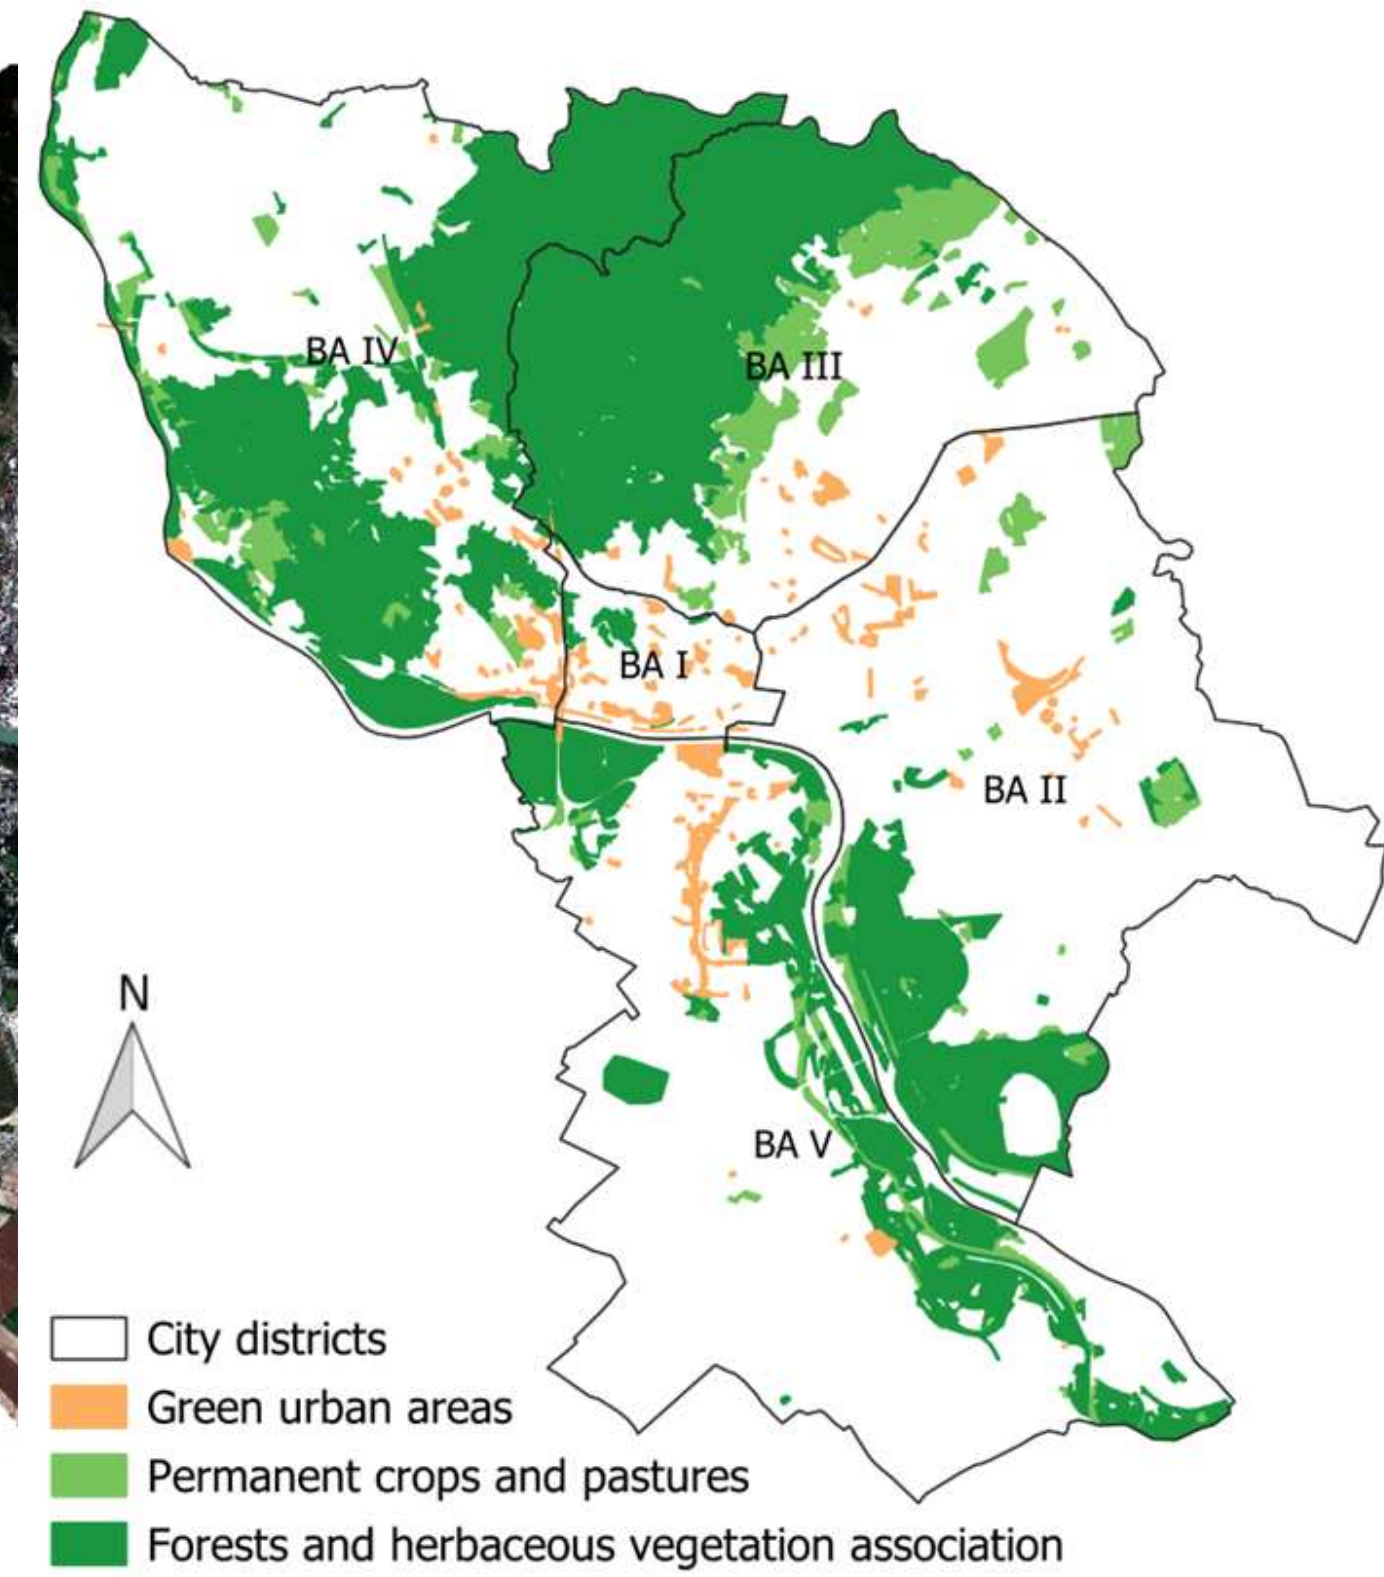 BA IV
BA III
BA I
BA II
N
BA V
City districts
Green urban areas
Permanent crops and pastures
Forests and herbaceous vegetation association